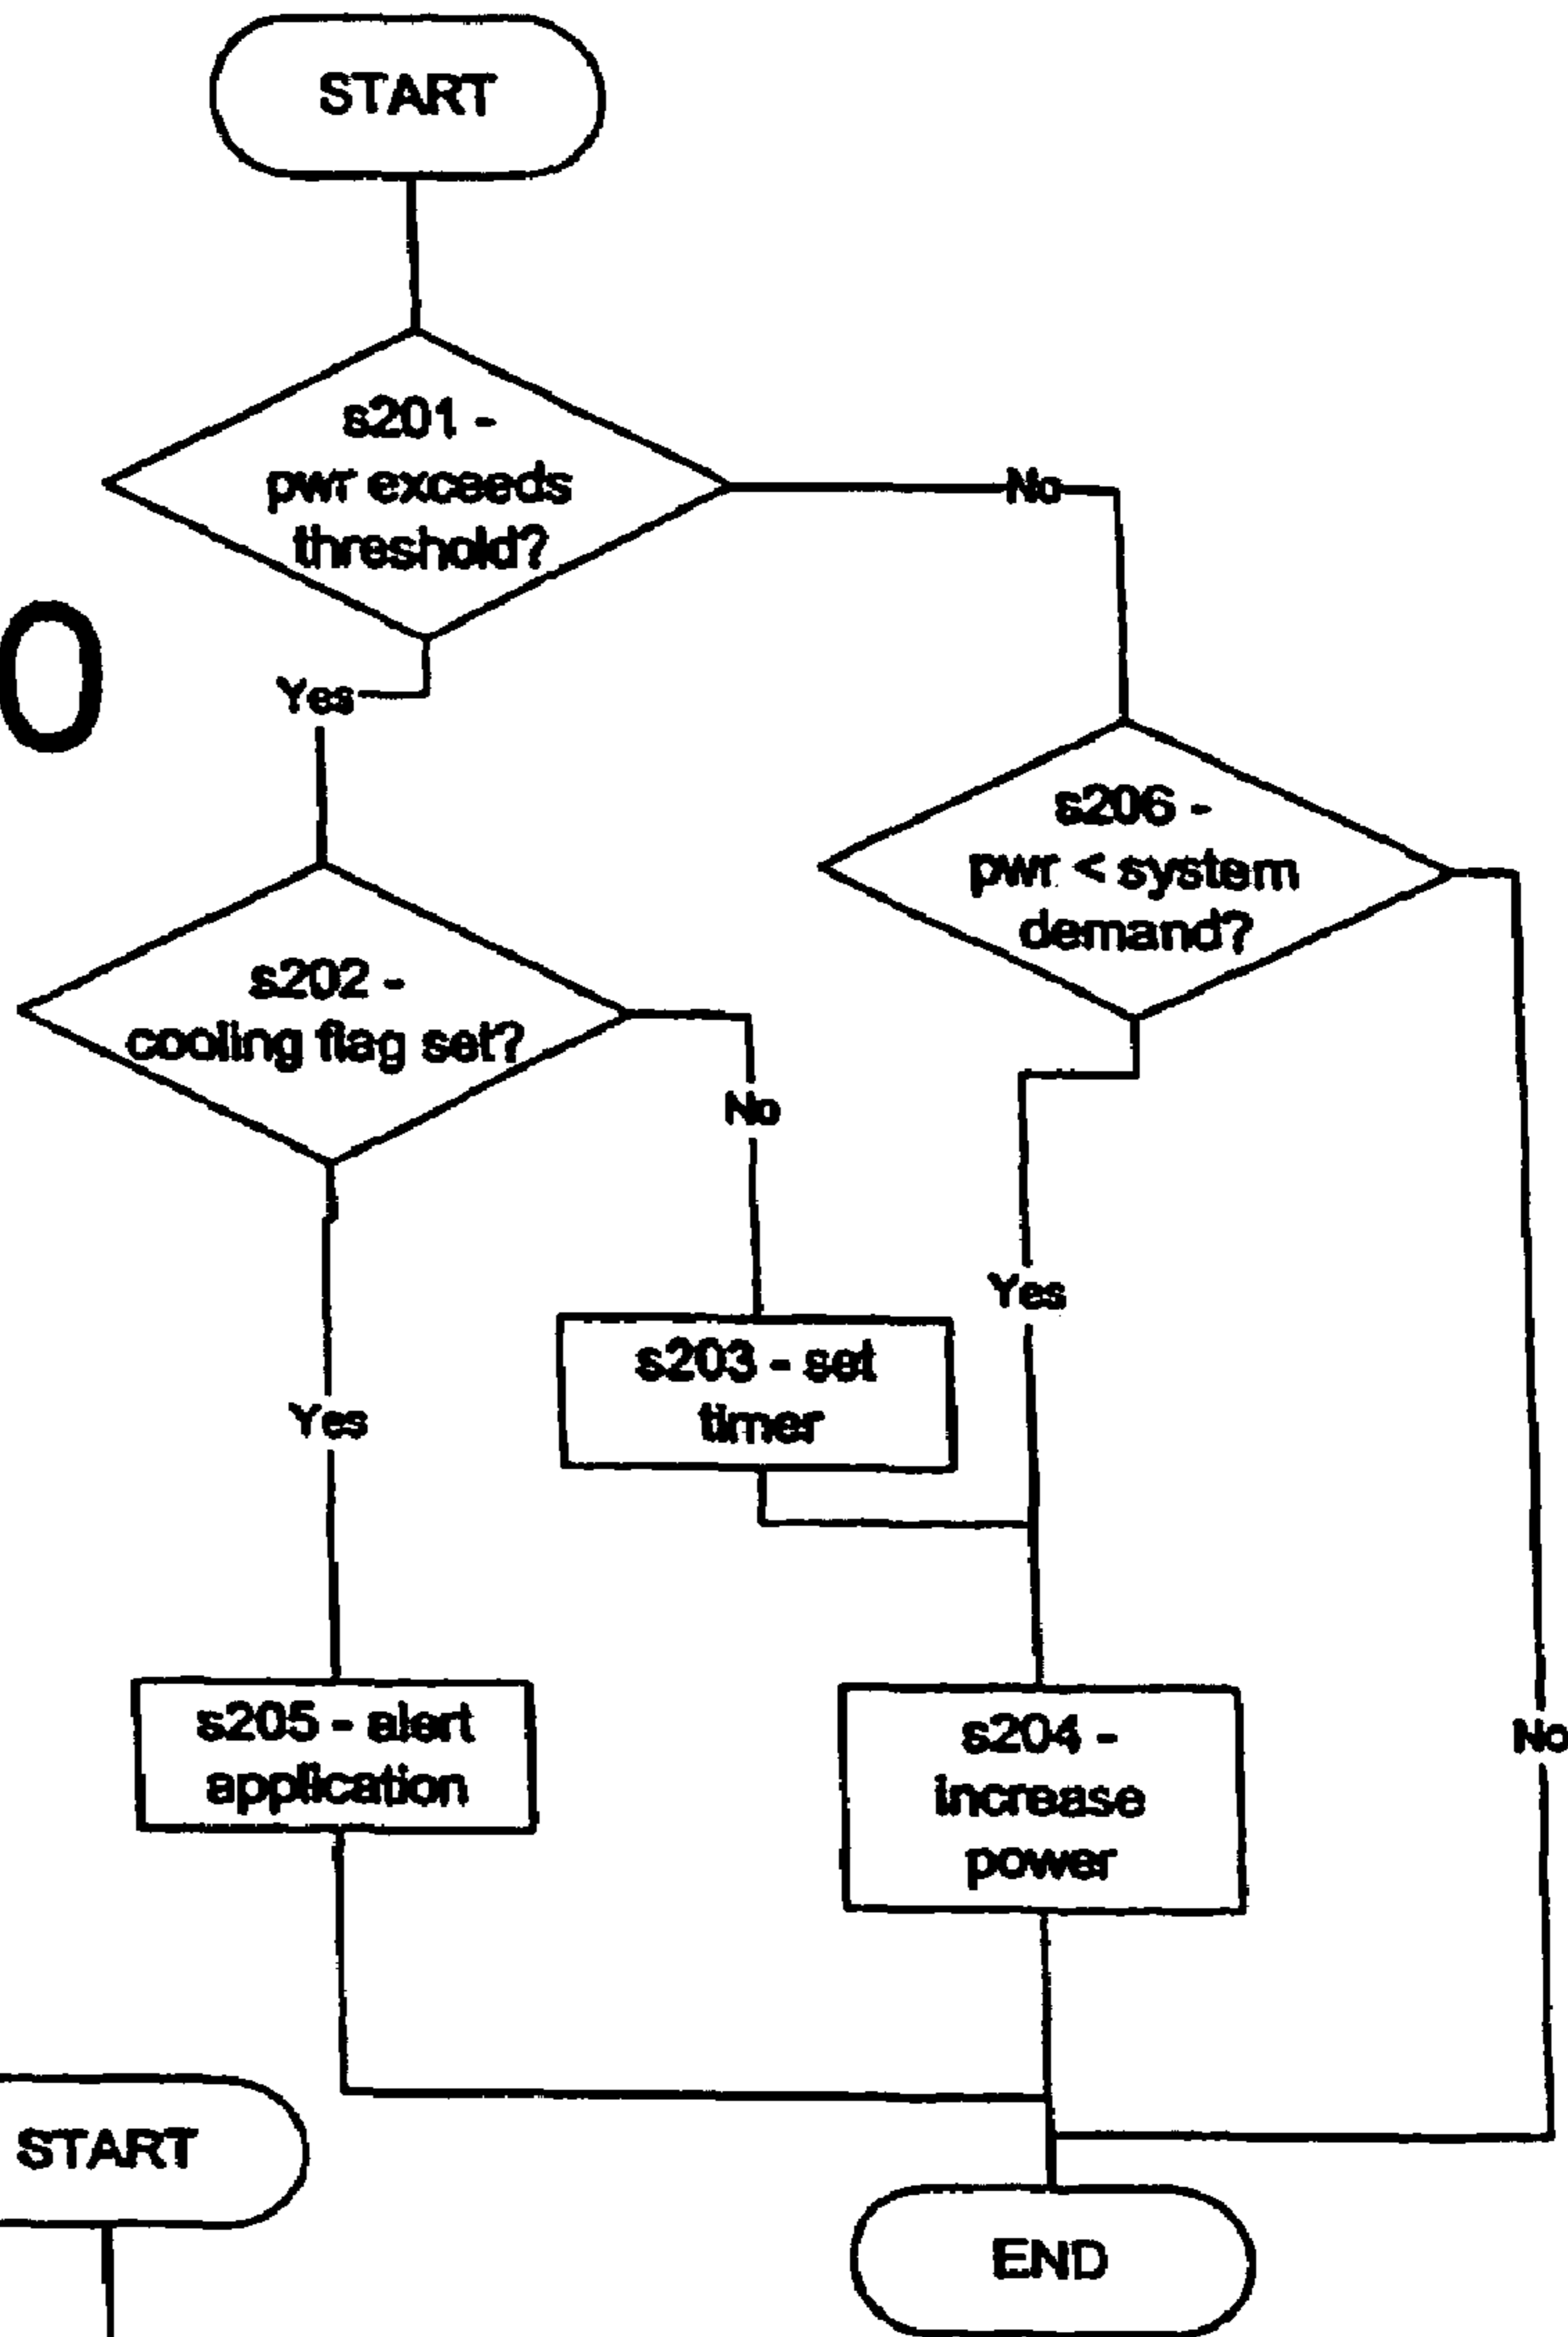 START
s201 -
pwr exceeds
threshold?
No
Yes
0
s206 -
pwr < system
demand?
s202 -
cooling flag set?
No
Yes
s203 - set
timer
Yes
s205 - alert
application
s204 -
increase
power
No
START
END